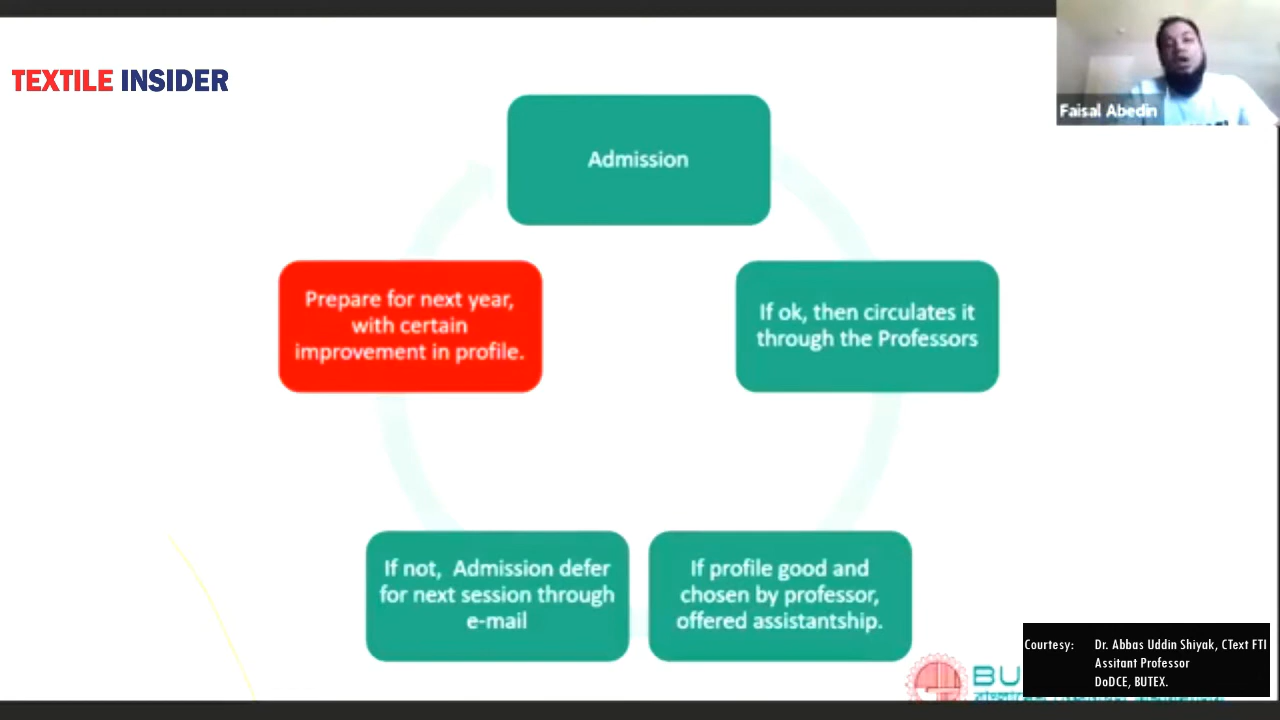 TEXTILE INSIDER
Faisal Abedin
Admission
If ok, then circulates it
through the Professors
If profile good and
chosen by professor,
offered assistantship.
If not,  Admission defer
for next session through
e-mail
Prepare for next year,
with certain
improvement in profile.
BU
Courtesy: Dr. Abbas Uddin Shiyak, CText FTI
Assitant Professor
DoDCE, BUTEX.